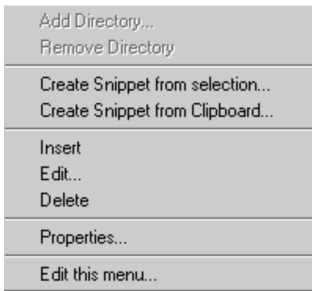 Add Directory...
Remove Directory
Create Snippet from selection...
Create Snippet from Clipboard...
Insert
Edit...
Delete
Properties...
Edit this menu...